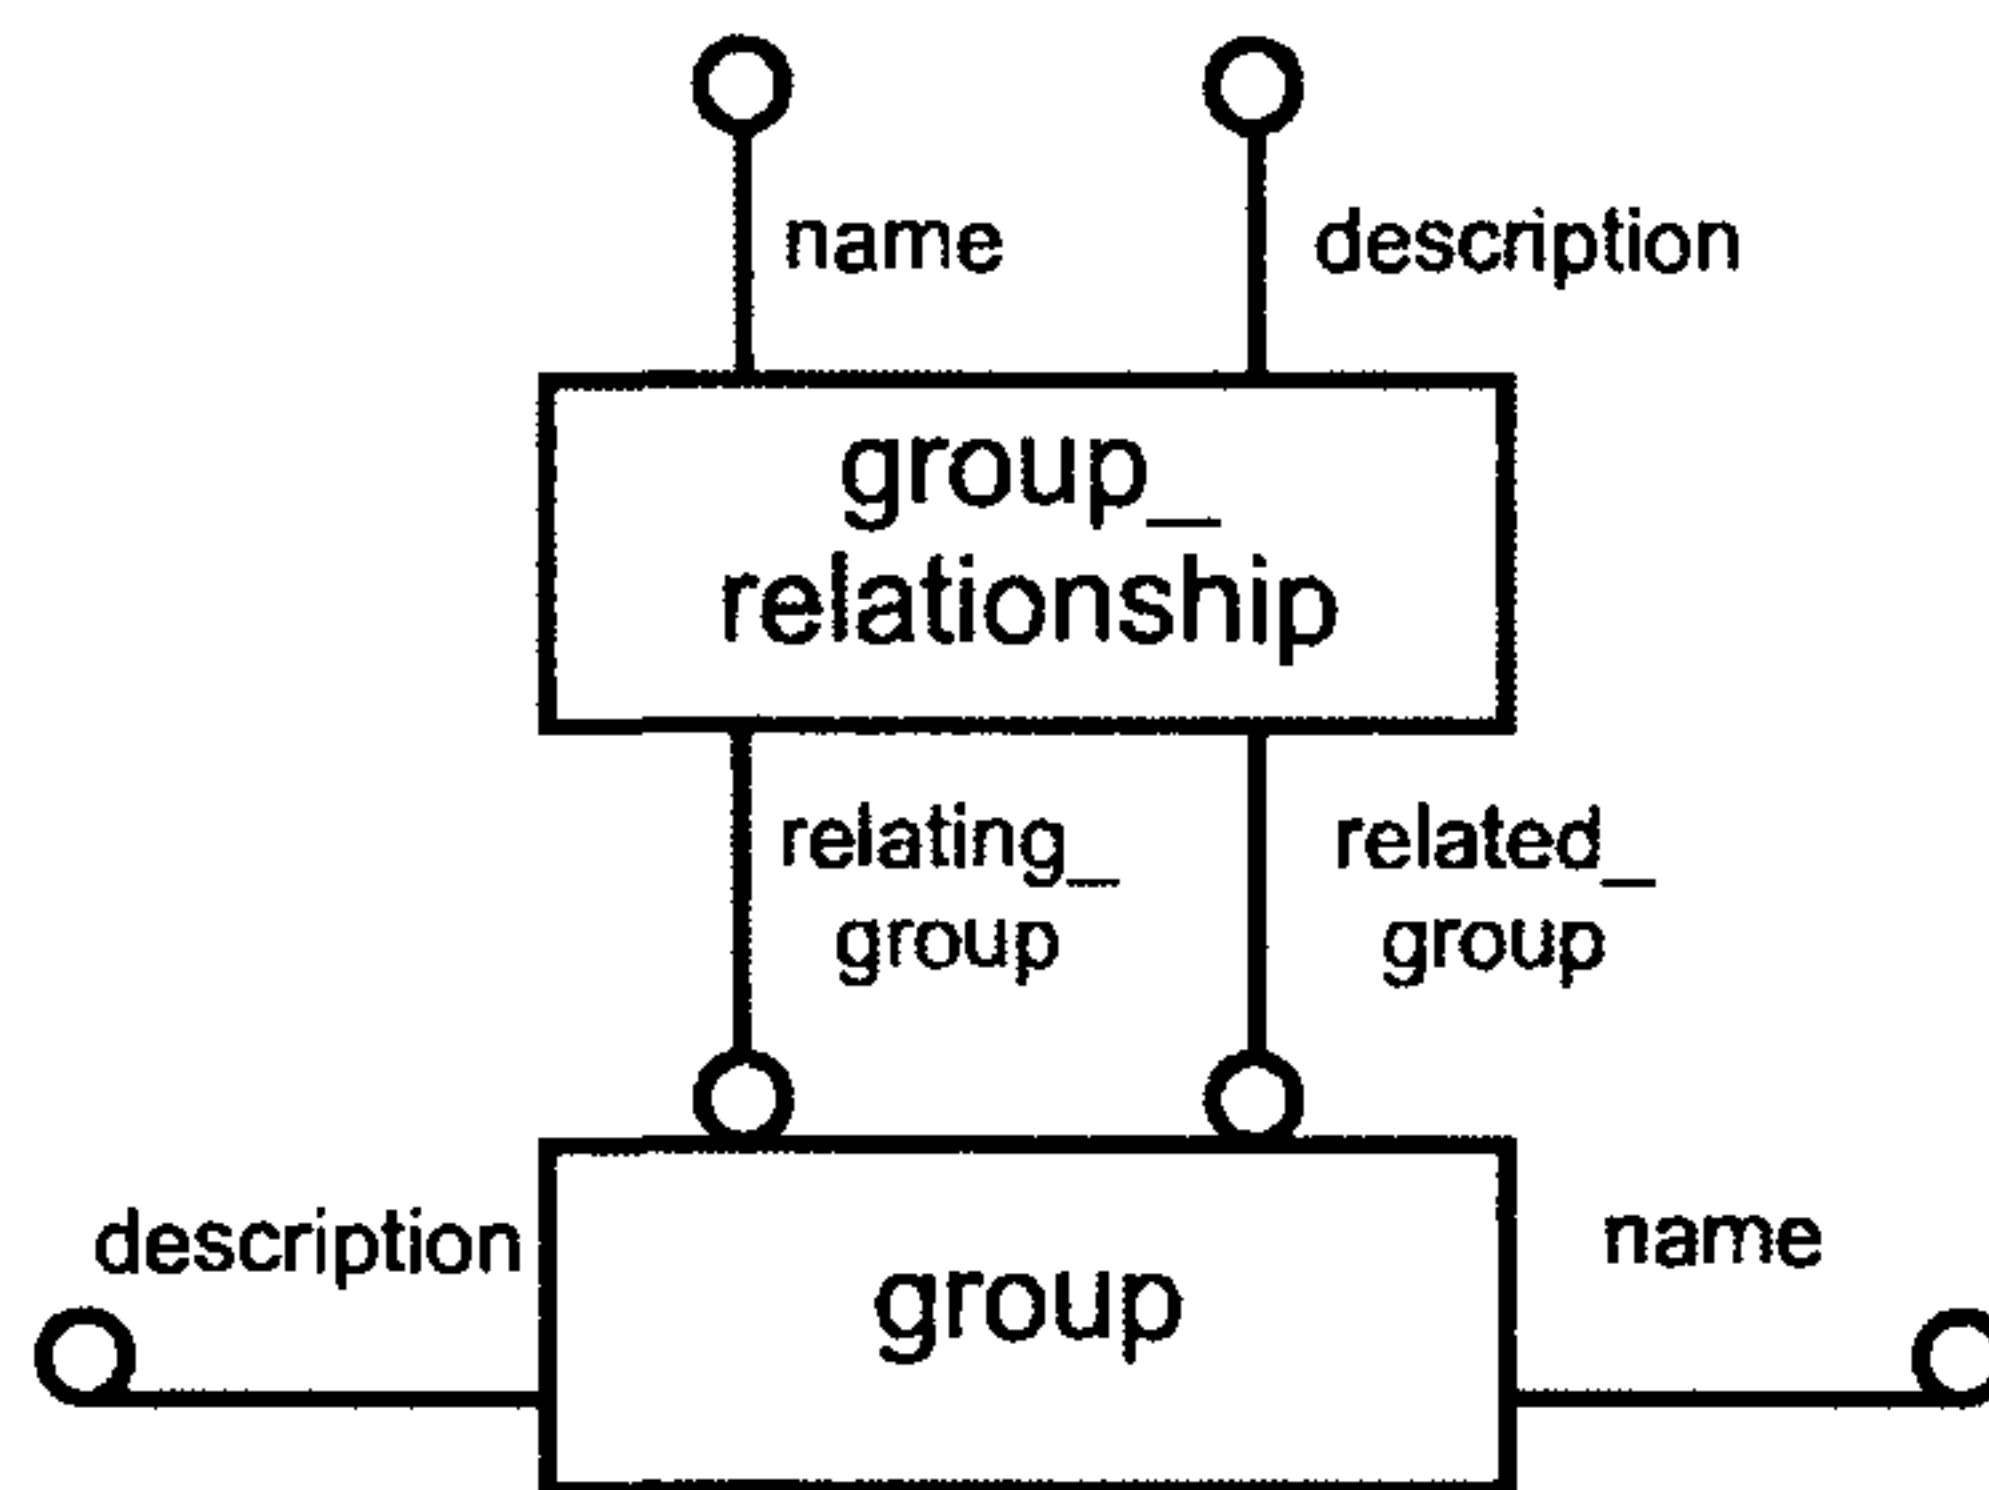 name
description
group_
relationship
relating_
group
related_
group
description
group
name